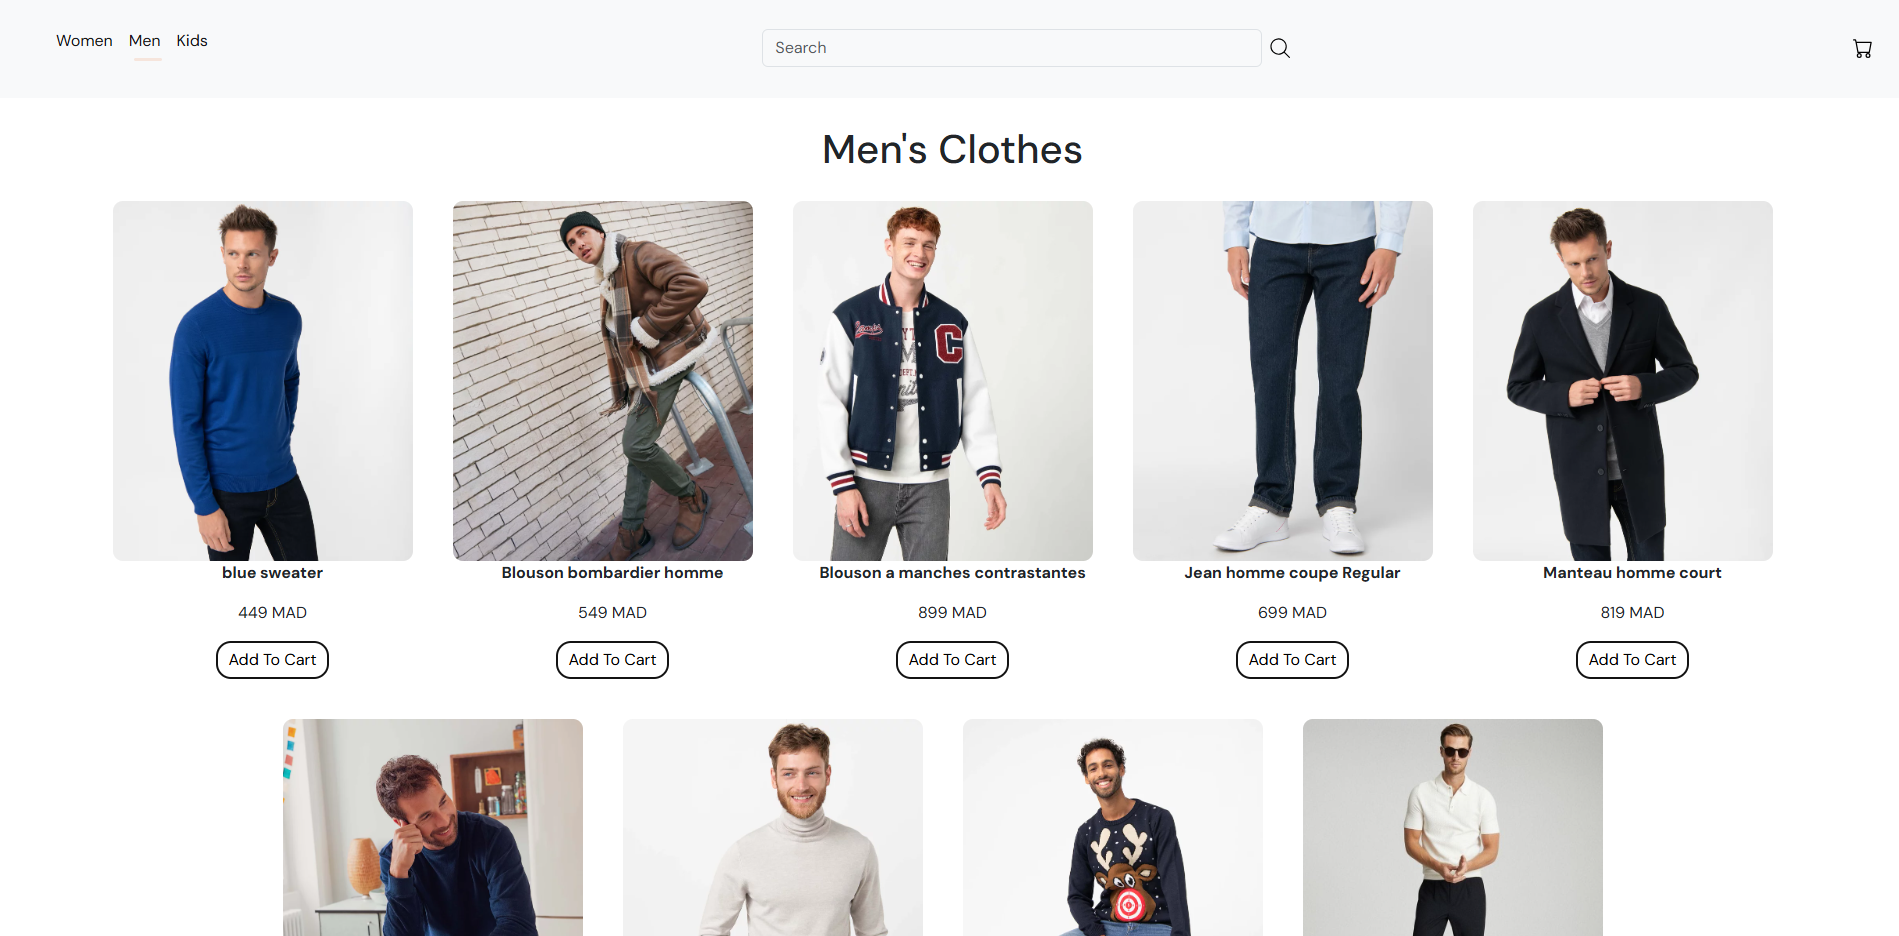 Women Men Kids
Search
Men's Clothes
C
blue sweater
Blouson bombardier homme
Blouson a manches contrastantes
Jean homme coupe Regular
Manteau homme court
449 MAD
549 MAD
899 MAD
699 MAD
819 MAD
Add To Cart
Add To Cart
Add To Cart
Add To Cart
Add To Cart